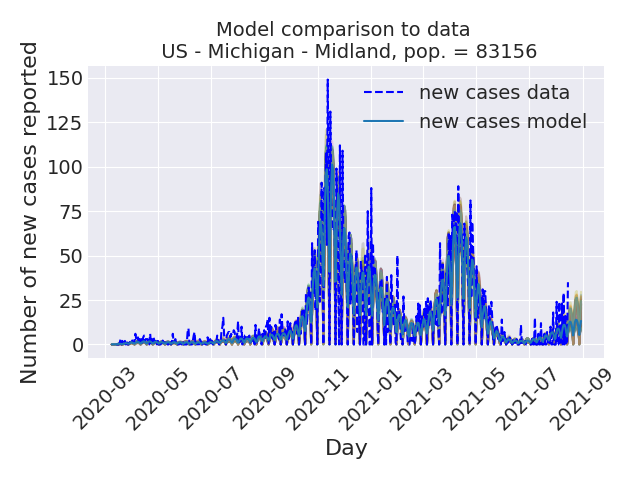 Model comparison to data
US - Michigan - Midland, pop. = 83156
Number of new cases reported
150
125
100
75
50
25
0
new cases data
new cases model
2020-03
2020-05
2020-07
2020-09
2020-11
2021-01
2021-03
2021-05
2021-07
2021-09
Day